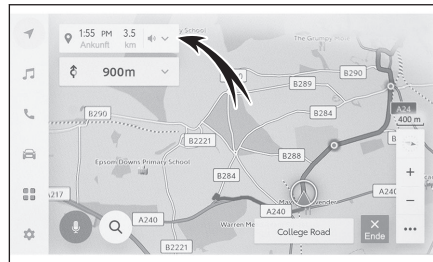 1:55 PM 3.5
Ankunft km
School
The Grumpy
900m
B290
B289
B290
B284
A24
400 m
B2221
B288
Epsom Downs Primary School
B284
A217
A240
A240
A240
College Road
Ende
B2221